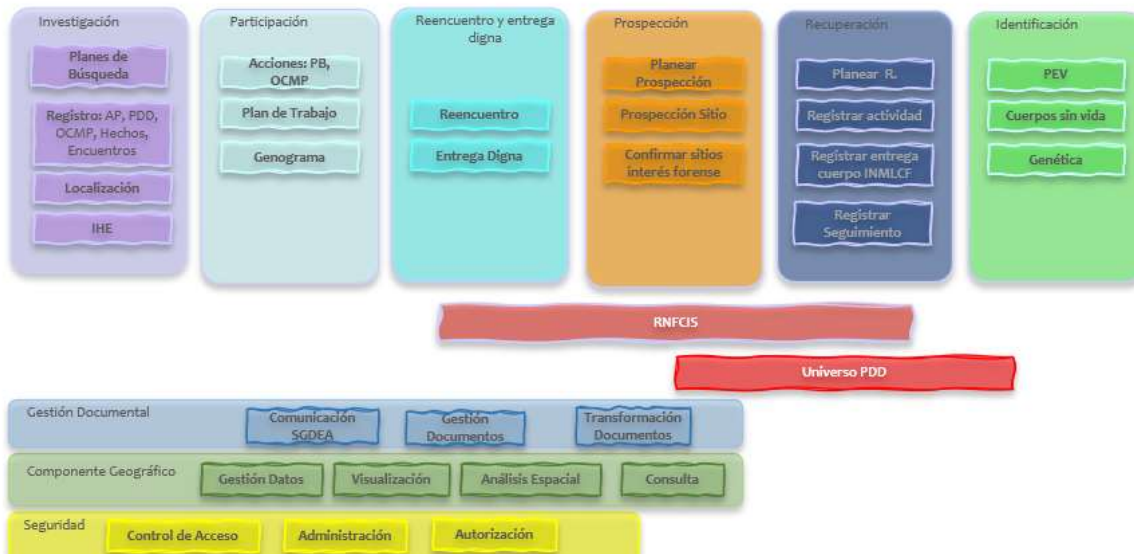 Investigación
Planes de
Búsqueda
Registro: AP, PDD,
OCMP, Hechos,
Encuentros
Localización
IHE
Participación
Acciones: PB,
OCMP
Plan de Trabajo
Genograma
Reencuentro y entrega
digna
Reencuentro
Entrega Digna
Prospección
Planear
Prospección
Prospección Sitio
Confirmar sitios
interés forense
Recuperación
Planear R.
Registrar actividad
Registrar entrega
cuerpo INMLCF
Registrar
Seguimiento
Identificación
PEV
Cuerpos sin vida
Genética
RNFCIS
Universo PDD
Gestión Documental
Comunicación
SGDEA
Gestión
Documentos
Transformación
Documentos
Componente Geográfico
Gestión Datos
Visualización
Análisis Espacial
Consulta
Seguridad
Control de Acceso
Administración
Autorización